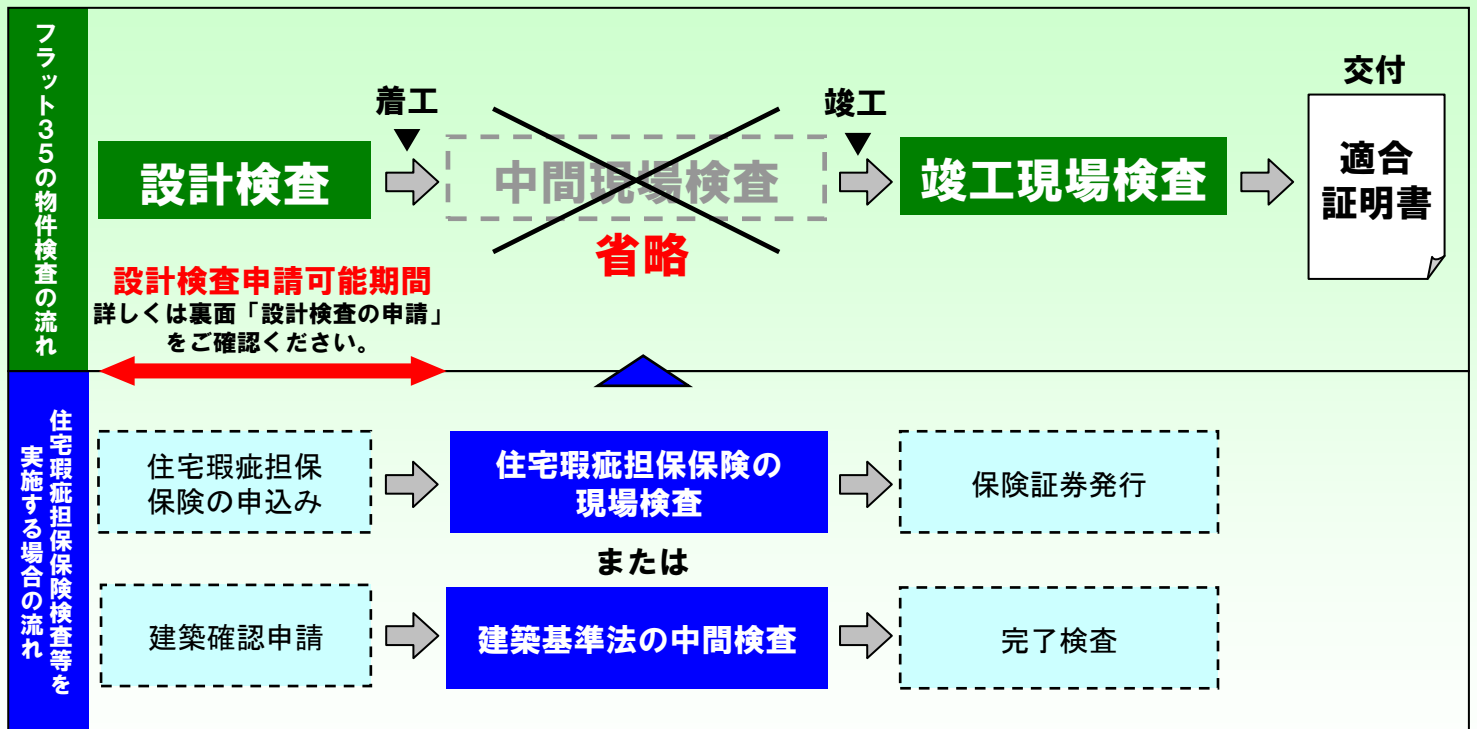 フラット35の物件検査の流れ
着工
竣工
交付
設計検査
中間現場検査
竣工現場検査
適合
証明書
省略
設計検査申請可能期間
詳しくは裏面「設計検査の申請」
をご確認ください。
住宅瑕疵担保保険検査等を
実施する場合の流れ
住宅瑕疵担保
保険の申込み
住宅瑕疵担保保険の
現場検査
保険証券発行
または
建築確認申請
建築基準法の中間検査
完了検査